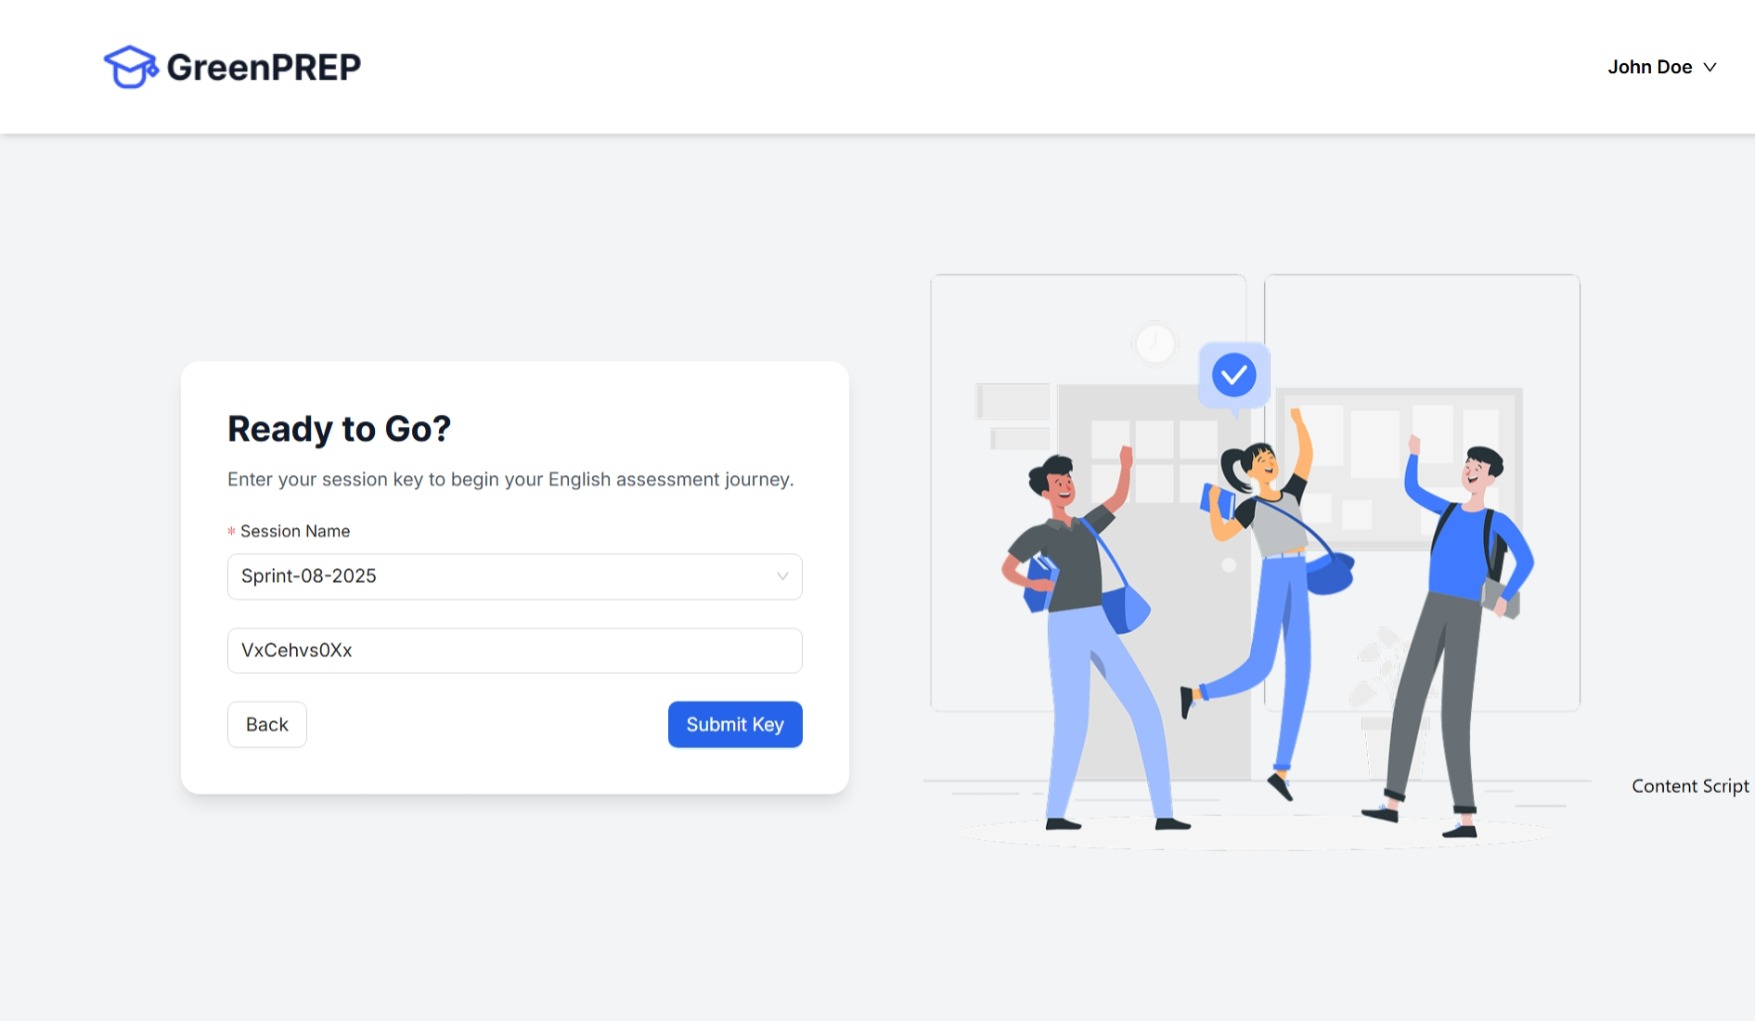 GreenPREP
John Doe
Ready to Go?
Enter your session key to begin your English assessment journey.
* Session Name
Sprint-08-2025
VxCehvs0Xx
Back
Submit Key
Content Script